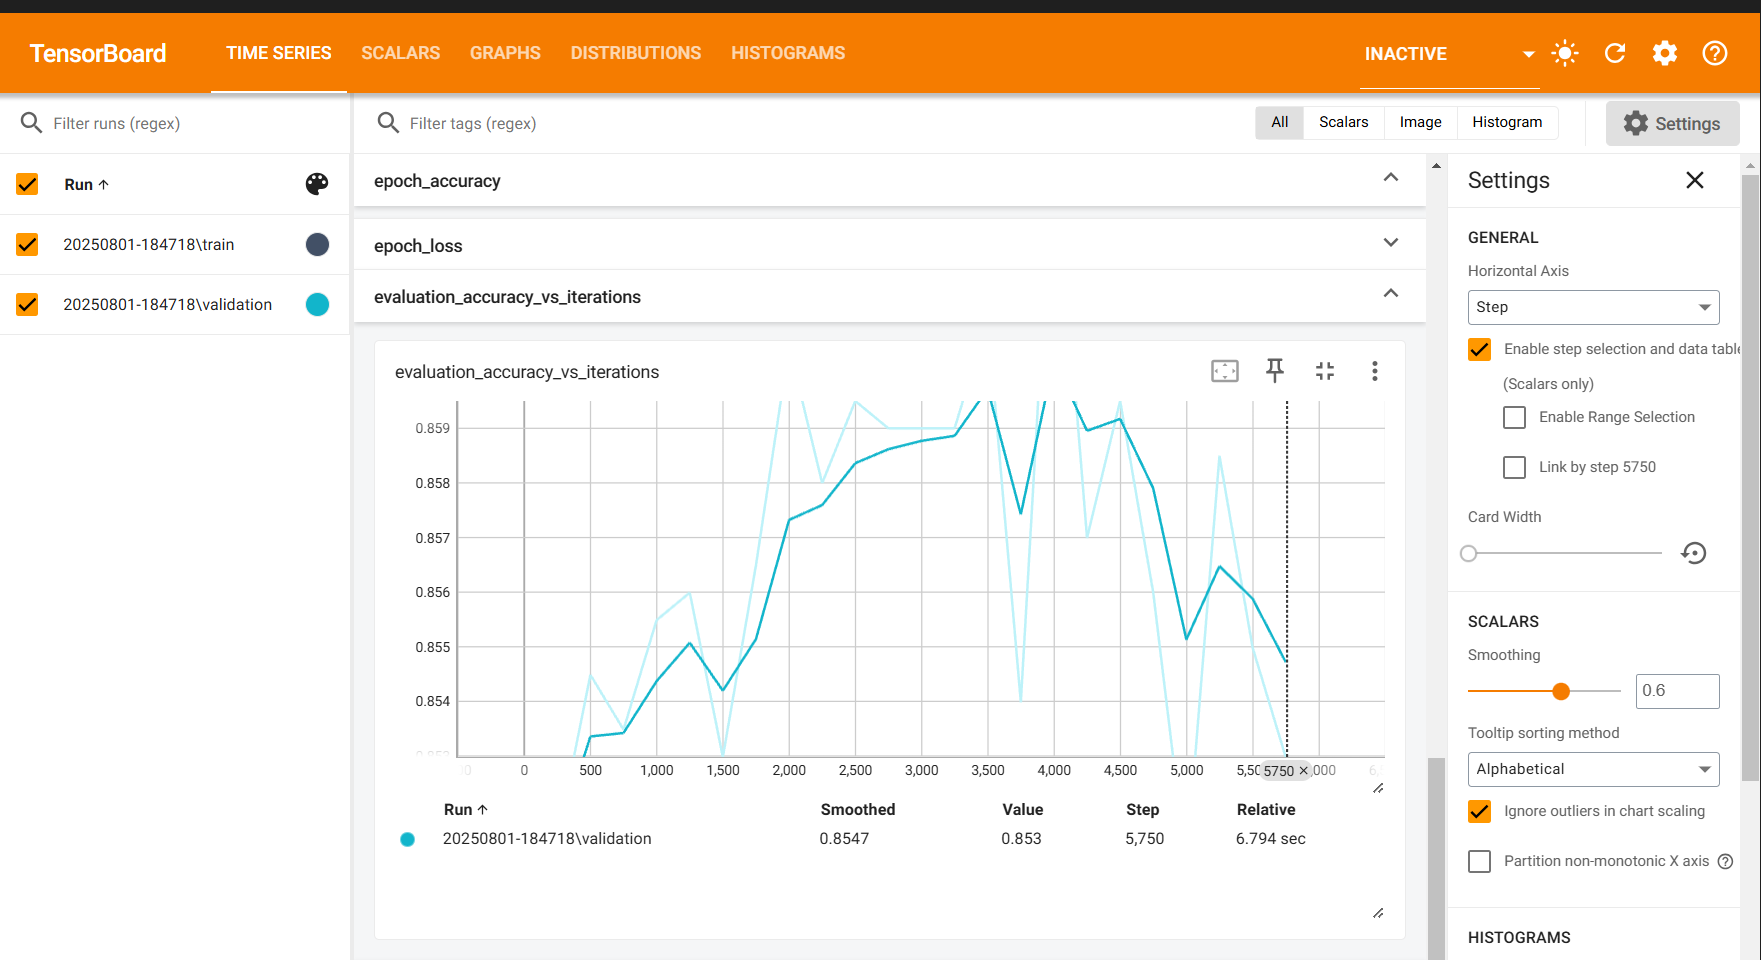 TensorBoard TIME SERIES SCALARS GRAPHS DISTRIBUTIONS HISTOGRAMS INACTIVE
Filter runs (regex)
Run
20250801-184718\train
20250801-184718\validation
Filter tags (regex) All Scalars Image Histogram Settings
epoch_accuracy
epoch_loss
evaluation_accuracy_vs_iterations
evaluation_accuracy_vs_iterations
0.859
0.858
0.857
0.856
0.855
0.854
0 500 1,000 1,500 2,000 2,500 3,000 3,500 4,000 4,500 5,000 5750
Run Smoothed Value Step Relative
20250801-184718\validation 0.8547 0.853 5,750 6.794 sec
Settings
GENERAL
Horizontal Axis
Step
Enable step selection and data table
(Scalars only)
Enable Range Selection
Link by step 5750
Card Width
SCALARS
Smoothing
0.6
Tooltip sorting method
Alphabetical
Ignore outliers in chart scaling
Partition non-monotonic X axis
HISTOGRAMS